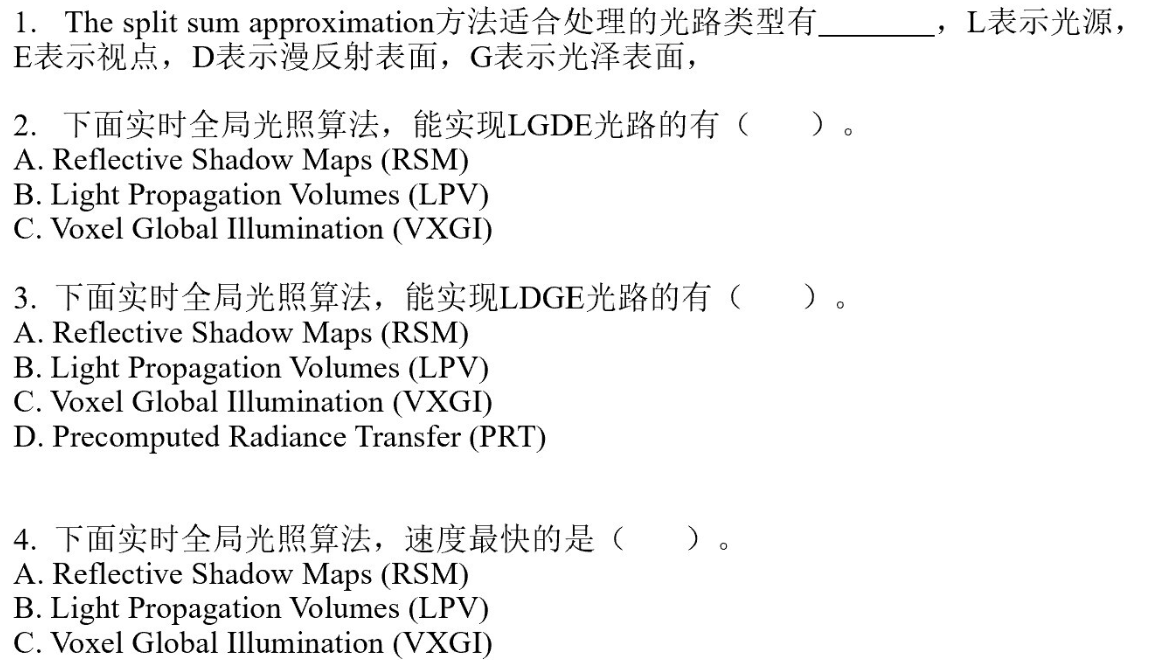 1. The split sum approximation方法适合处理的光路类型有________，L表示光源，
E表示视点，D表示漫反射表面，G表示光泽表面，
2. 下面实时全局光照算法，能实现LGDE光路的有（ ）。
A. Reflective Shadow Maps (RSM)
B. Light Propagation Volumes (LPV)
C. Voxel Global Illumination (VXGI)
3. 下面实时全局光照算法，能实现LDGE光路的有（ ）。
A. Reflective Shadow Maps (RSM)
B. Light Propagation Volumes (LPV)
C. Voxel Global Illumination (VXGI)
D. Precomputed Radiance Transfer (PRT)
4. 下面实时全局光照算法，速度最快的是（ ）。
A. Reflective Shadow Maps (RSM)
B. Light Propagation Volumes (LPV)
C. Voxel Global Illumination (VXGI)